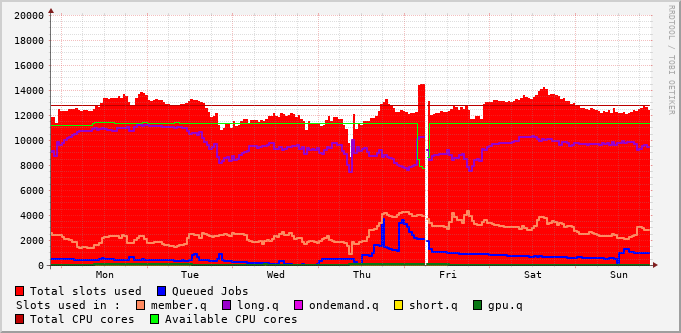 20000
18000
16000
14000
12000
10000
8000
6000
4000
2000
0
Mon Tue Wed Thu Fri Sat Sun
RRDTOOL / TOBI OETIKER
Total slots used Queued Jobs
Slots used in : member.q long.q ondemand.q short.q gpu.q
Total CPU cores Available CPU cores